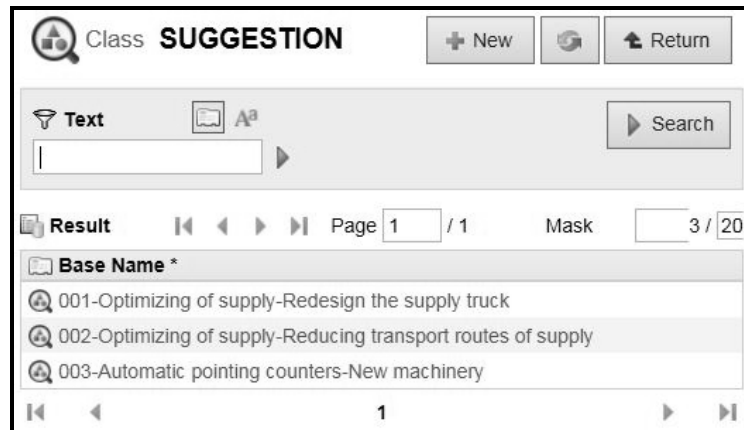 Class SUGGESTION New Return
Text Aa Search
Result Page 1 / 1 Mask 3 / 20
Base Name *
001-Optimizing of supply-Redesign the supply truck
002-Optimizing of supply-Reducing transport routes of supply
003-Automatic pointing counters-New machinery
1